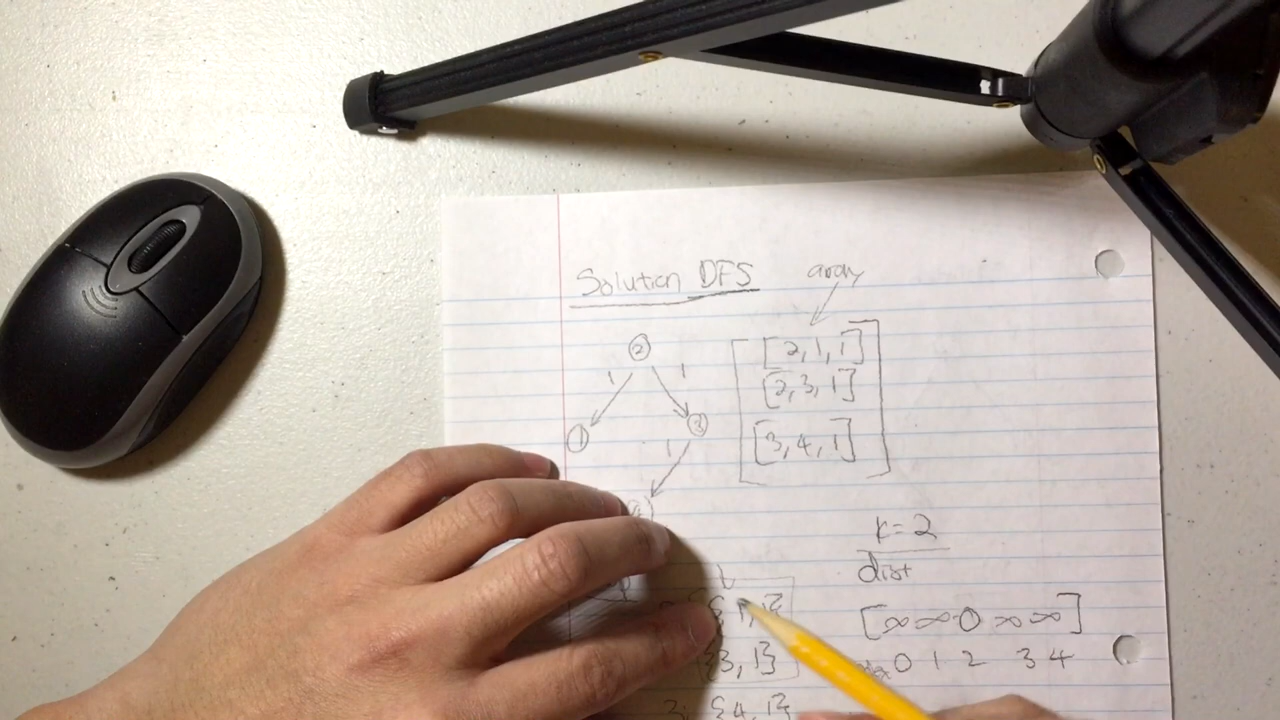 Solution DFS
array
2
1 1
1 3
1
[2,1,1]
[2,3,1]
[3,4,1]
k=2
dist
[∞ ∞ 0 ∞ ∞]
0 1 2 3 4
{3,1}
3: {4,1}